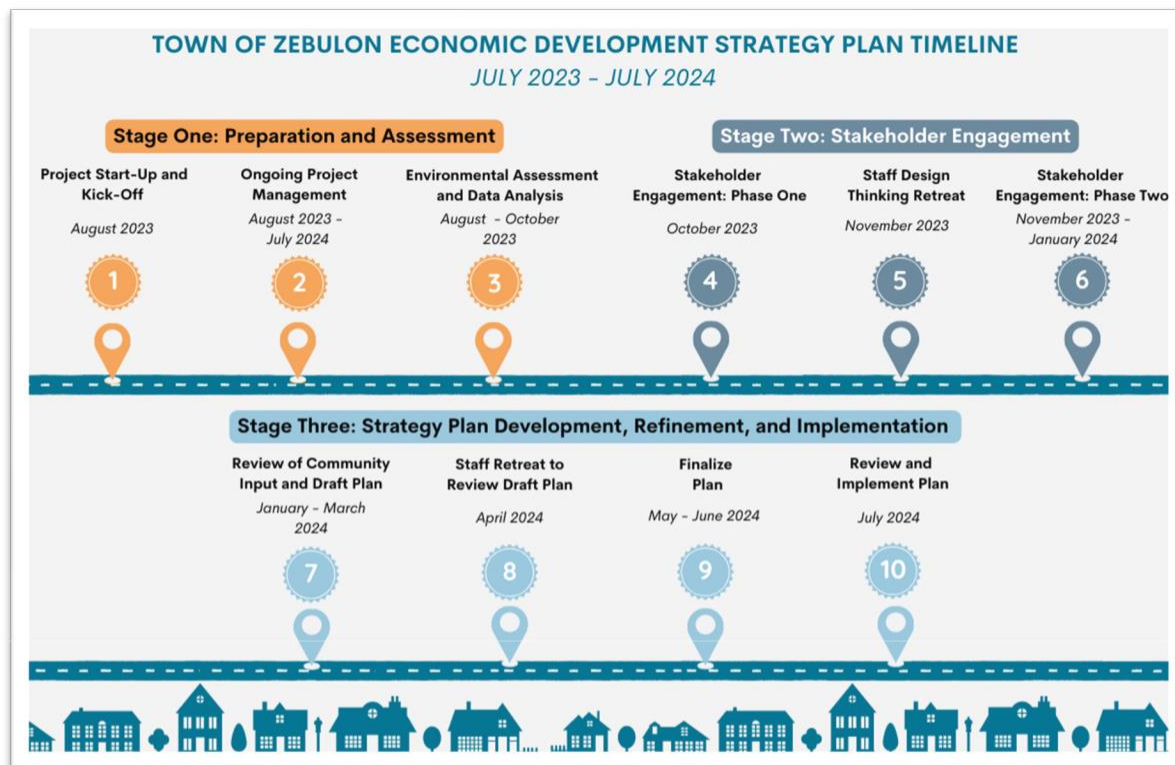 TOWN OF ZEBULON ECONOMIC DEVELOPMENT STRATEGY PLAN TIMELINE
JULY 2023 – JULY 2024
Stage One: Preparation and Assessment
Project Start-Up and
Kick-Off
August 2023
1
Ongoing Project
Management
August 2023 –
July 2024
2
Environmental Assessment
and Data Analysis
August - October
2023
3
Stage Two: Stakeholder Engagement
Stakeholder
Engagement: Phase One
October 2023
4
Staff Design
Thinking Retreat
November 2023
5
Stakeholder
Engagement: Phase Two
November 2023 -
January 2024
6
Stage Three: Strategy Plan Development, Refinement, and Implementation
Review of Community
Input and Draft Plan
January - March
2024
7
Staff Retreat to
Review Draft Plan
April 2024
8
Finalize
Plan
May - June 2024
9
Review and
Implement Plan
July 2024
10